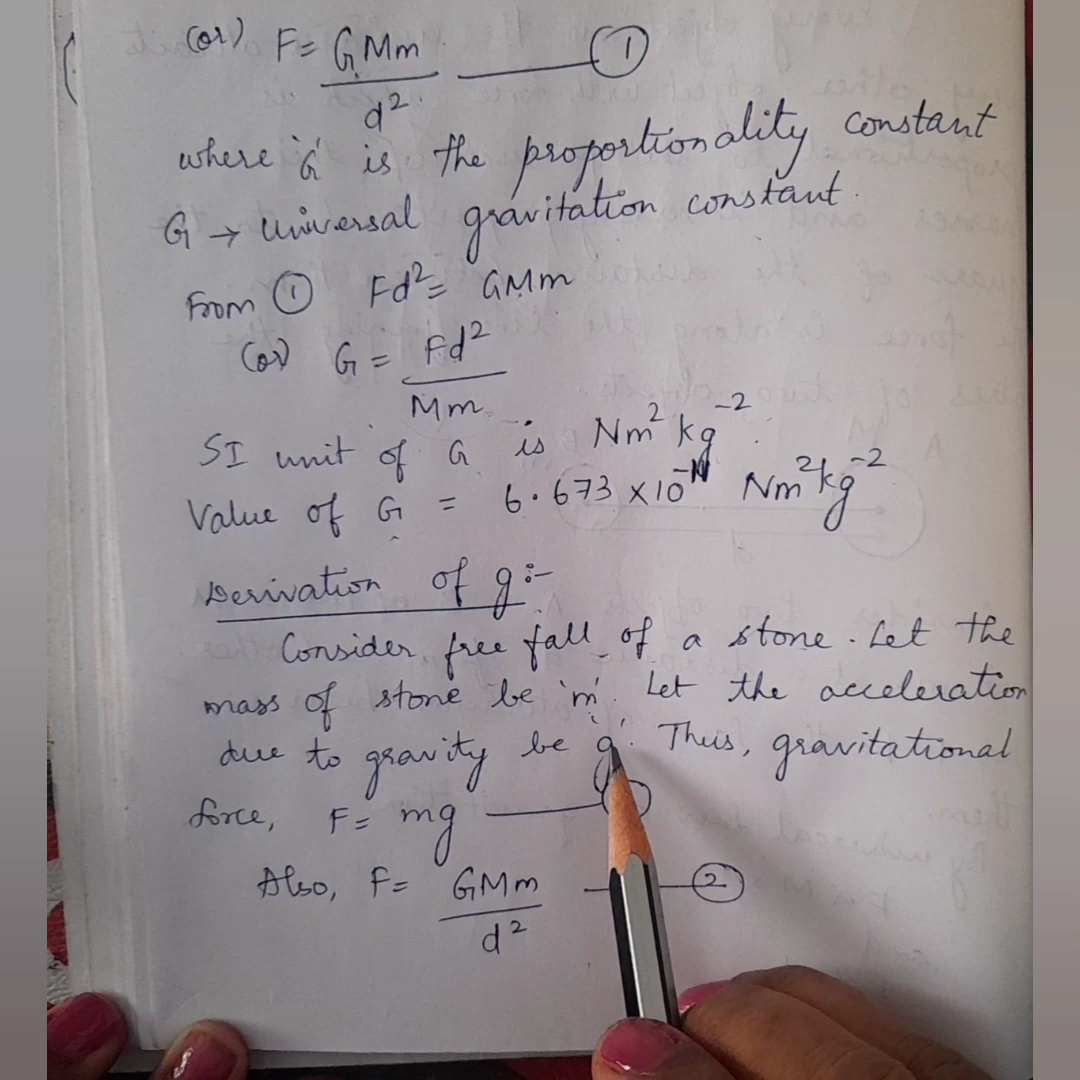 (or) F = GMm / d² ——— ①
where 'G' is the proportionality constant
G → universal gravitation constant.
From ① Fd² = GMm
(or) G = Fd² / Mm
SI unit of G is Nm² kg⁻².
Value of G = 6.673 × 10⁻¹¹ Nm² kg⁻²
Derivation of g:-
Consider free fall of a stone. Let the
mass of stone be 'm'. Let the acceleration
due to gravity be 'g'. Thus, gravitational
force, F = mg ———
Also, F = GMm / d² ——— ②